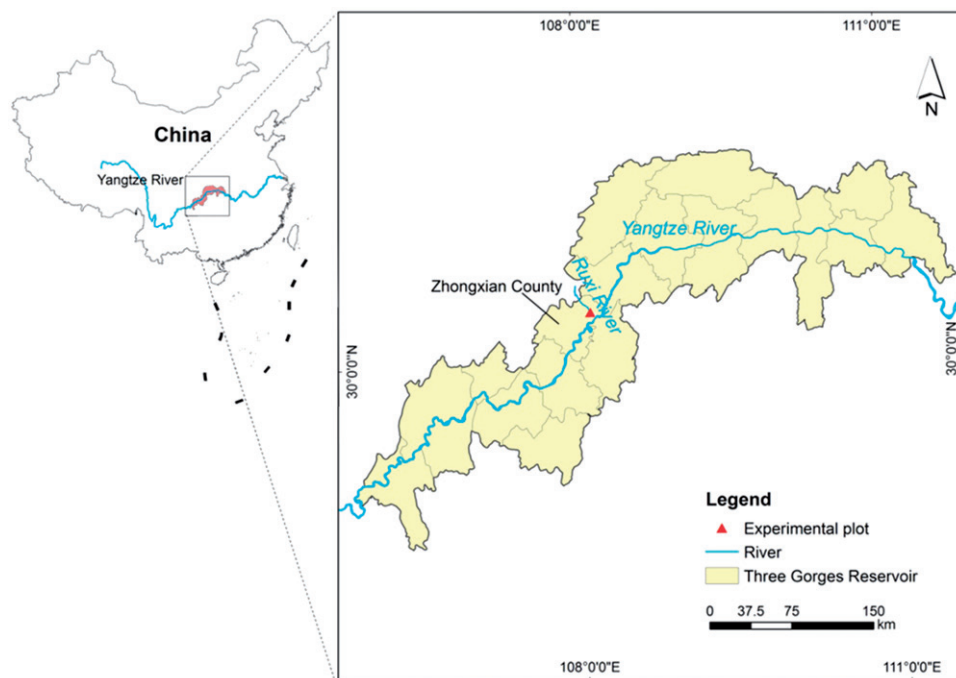 108°0'0"E
111°0'0"E
N
China
Yangtze River
Yangtze River
Ruxi River
Zhongxian County
30°0'0"N
30°0'0"N
Legend
Experimental plot
River
Three Gorges Reservoir
0 37.5 75 150
km
108°0'0"E
111°0'0"E